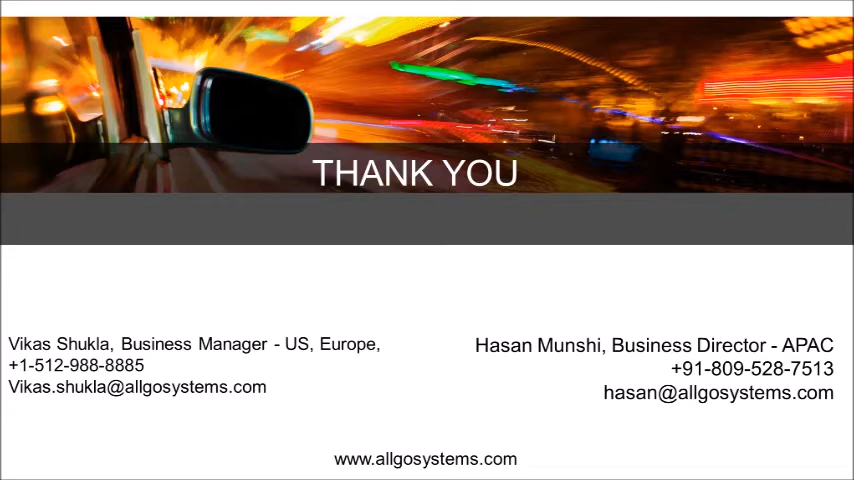 THANK YOU
Vikas Shukla, Business Manager - US, Europe,
+1-512-988-8885
Vikas.shukla@allgosystems.com
Hasan Munshi, Business Director - APAC
+91-809-528-7513
hasan@allgosystems.com
www.allgosystems.com